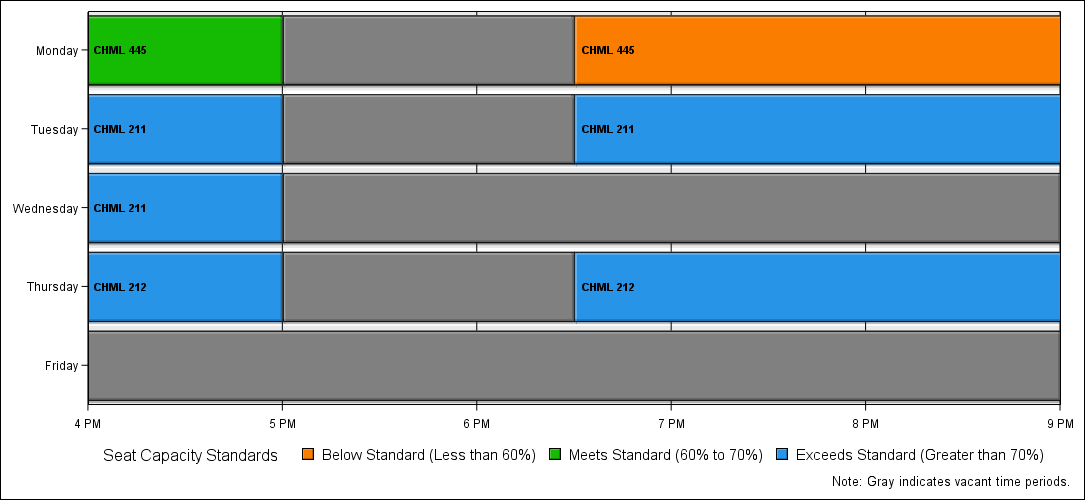 Monday CHML 445 CHML 445
Tuesday CHML 211 CHML 211
Wednesday CHML 211
Thursday CHML 212 CHML 212
Friday
4 PM 5 PM 6 PM 7 PM 8 PM 9 PM
Seat Capacity Standards Below Standard (Less than 60%) Meets Standard (60% to 70%) Exceeds Standard (Greater than 70%)
Note: Gray indicates vacant time periods.